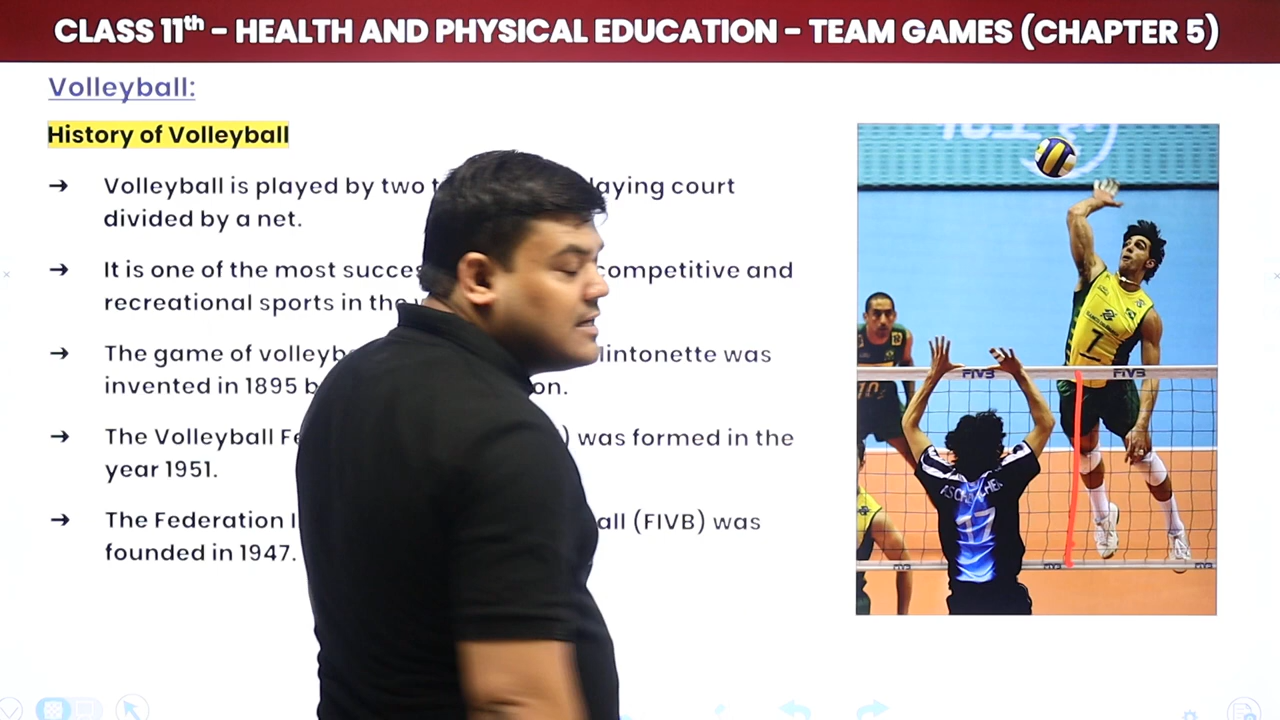 CLASS 11th – HEALTH AND PHYSICAL EDUCATION – TEAM GAMES (CHAPTER 5)
Volleyball:
History of Volleyball
➔ Volleyball is played by two laying court
divided by a net.
➔ It is one of the most succes competitive and
recreational sports in the
➔ The game of volleyb lintonette was
invented in 1895 b on.
➔ The Volleyball Fe ) was formed in the
year 1951.
➔ The Federation I all (FIVB) was
founded in 1947.
7
10
FIVB FIVB
17